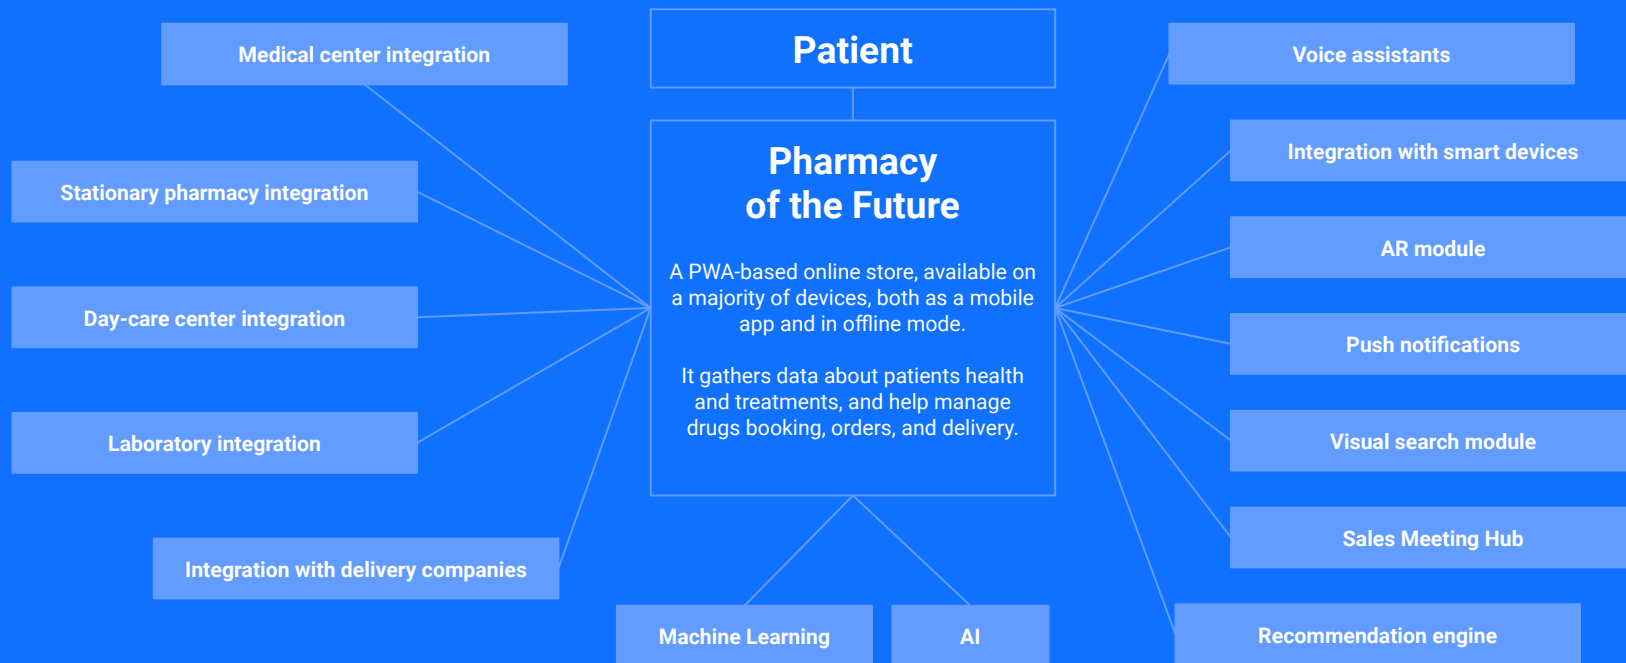 Patient
Medical center integration
Voice assistants
Pharmacy
of the Future
Integration with smart devices
Stationary pharmacy integration
AR module
A PWA-based online store, available on
a majority of devices, both as a mobile
app and in offline mode.
Day-care center integration
Push notifications
It gathers data about patients health
and treatments, and help manage
drugs booking, orders, and delivery.
Laboratory integration
Visual search module
Sales Meeting Hub
Integration with delivery companies
Machine Learning
AI
Recommendation engine